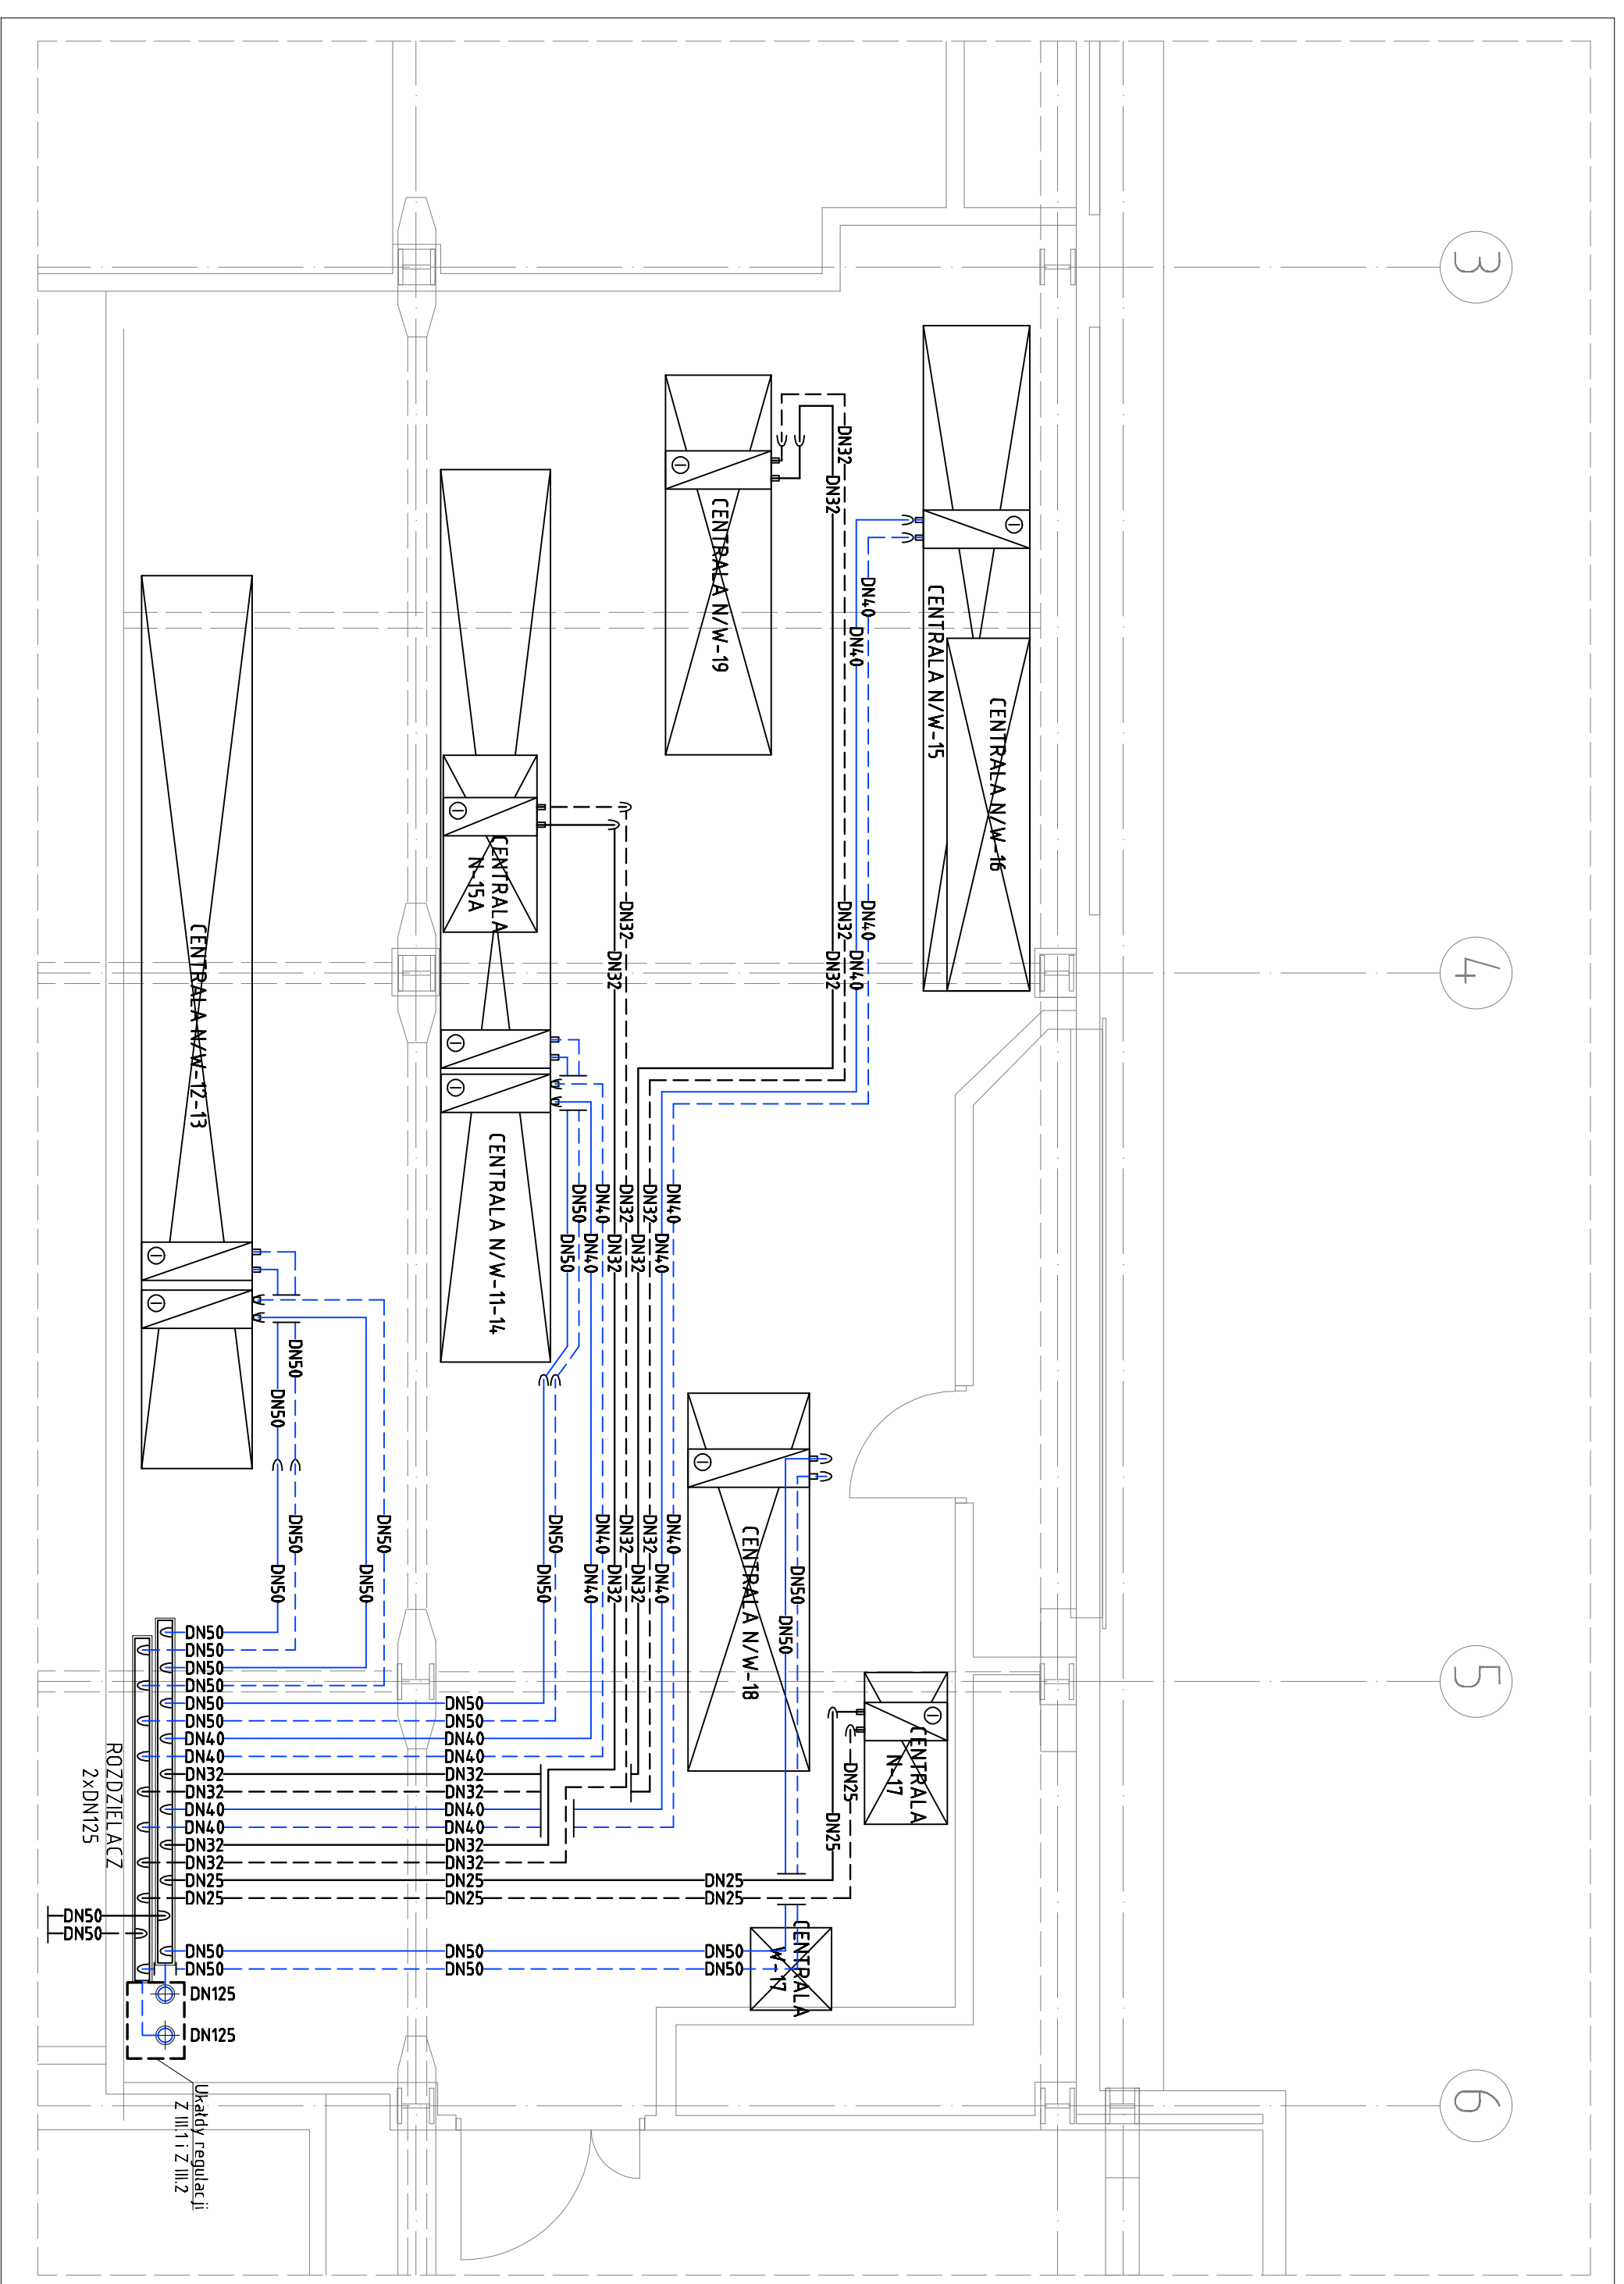 3
DN32
DN32
DN40
DN40
CENTRALA N/W-19
CENTRALA N/W-15
CENTRALA N/W-16
CENTRALA
N-15A
4
DN32
DN32
DN40
DN32
DN32
DN40
CENTRALA N/W-12-13
CENTRALA N/W-11-14
DN50
DN40
DN32
DN32
DN40
DN50
DN40
DN32
DN32
DN40
DN50
DN50
DN50
DN50
DN50
DN40
DN32
DN32
DN40
DN50
DN50
DN50
DN40
DN32
DN32
DN40
DN50
DN50
CENTRALA N/W-18
5
CENTRALA
N-17
DN25
DN25
DN50
DN50
DN50
DN50
DN50 DN50
DN50 DN50
DN40 DN40
DN40 DN40
DN32 DN32
DN32 DN32
DN40 DN40
DN40 DN40
DN32 DN32
DN32 DN32
DN25 DN25 DN25
DN25 DN25 DN25
ROZDZIELACZ
2xDN125
DN50
DN50
DN50 DN50 DN50
DN50 DN50 DN50
CENTRALA
W-17
DN125
DN125
Ukałdy regulacji
Z III.1 i Z III.2
6